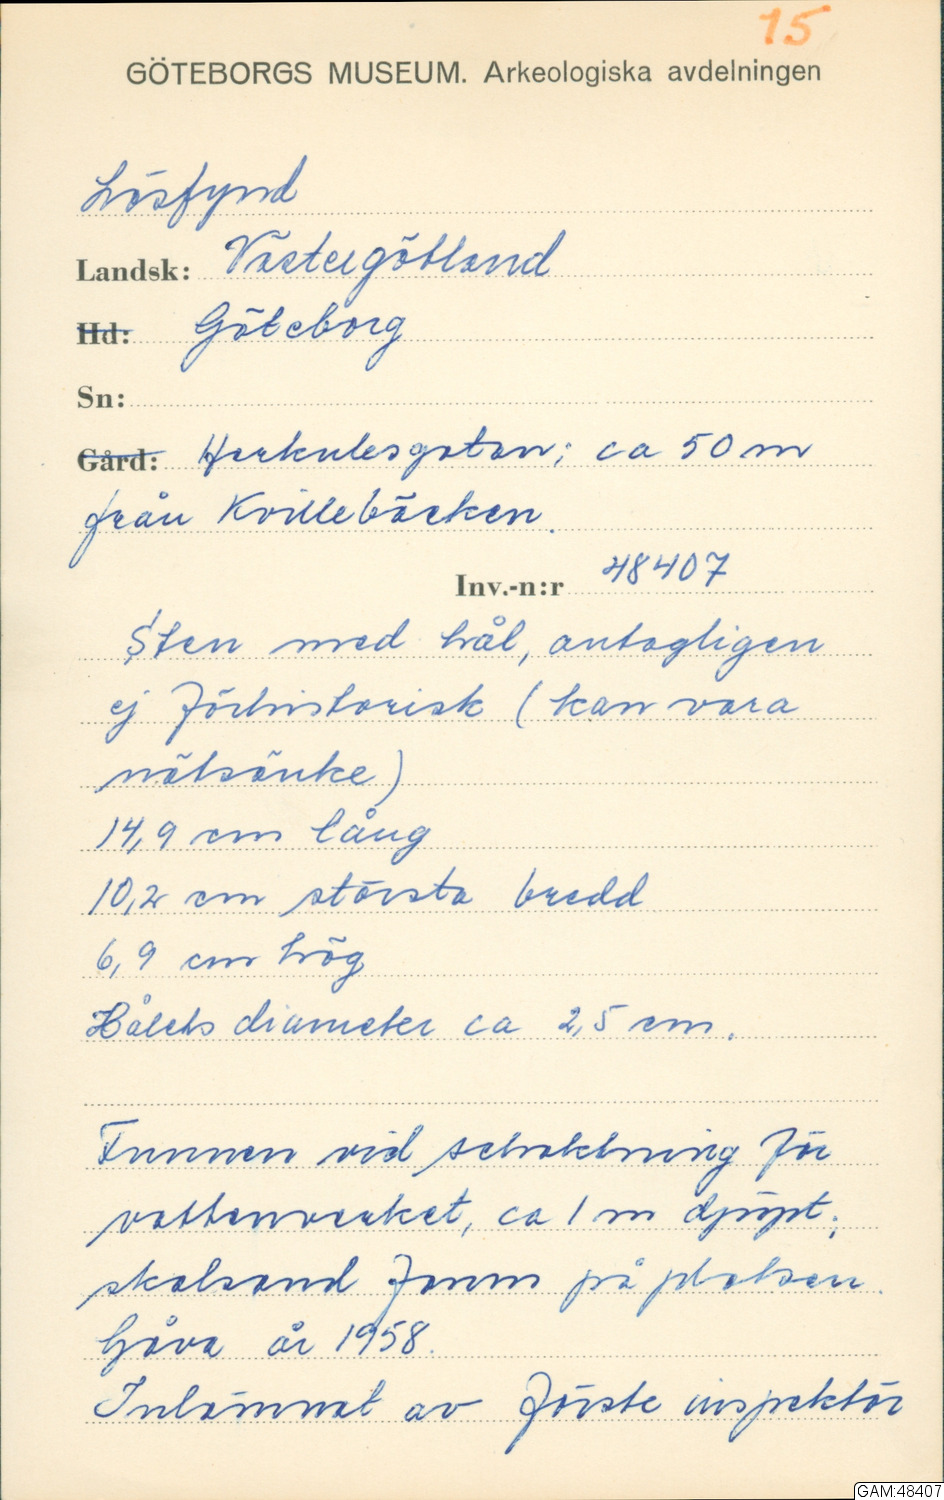 15
GÖTEBORGS MUSEUM. Arkeologiska avdelningen
Lösfynd
Landsk: Västergötland
Hd: Göteborg
Sn:
Gård: Herkulesgatan; ca 50 m
från Kvillebäcken.
Inv.-n:r 48407
Sten med hål, antagligen
ej förhistorisk (kan vara
nätsänke)
14,9 cm lång
10,2 cm största bredd
6,9 cm hög
Hålets diameter ca 2,5 cm.
Funnen vid schaktning för
vattenverket, ca 1 m djupt;
skalsand fanns på platsen.
Gåva år 1958.
Inlämnat av förste inspektör
GAM:48407